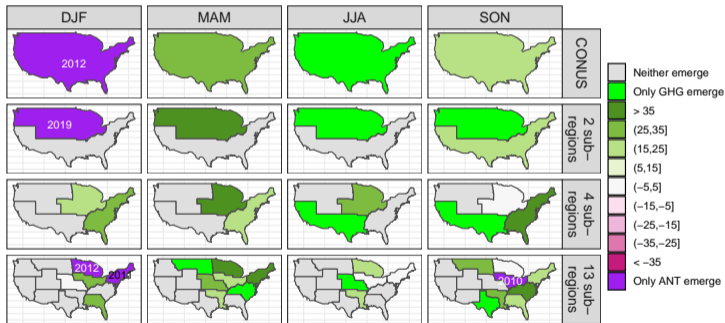 DJF
MAM
JJA
SON
2012
CONUS
2019
2 sub−
regions
4 sub−
regions
2012
2010
13 sub−
regions
Neither emerge
Only GHG emerge
> 35
(25,35]
(15,25]
(5,15]
(−5,5]
(−15,−5]
(−25,−15]
(−35,−25]
< −35
Only ANT emerge